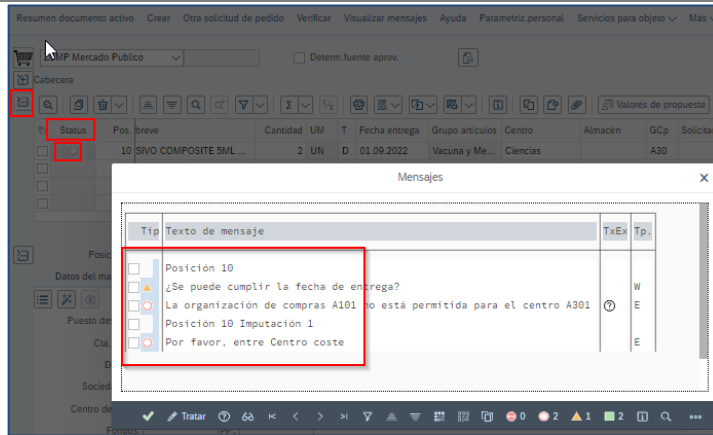 Resumen documento activo Crear Otra solicitud de pedido Verificar Visualizar mensajes Ayuda Parametriz.personal Servicios para objeto Más
MP Mercado Publico Determ.fuente aprov.
Cabecera
Valores de propuesta
Status Pos. breve Cantidad UM T Fecha entrega Grupo artículos Centro Almacén GCp Solicita
10 SIVO COMPOSITE 5ML ... 2 UN D 01.09.2022 Vacuna y Me... Ciencias A30
Mensajes
Tip Texto de mensaje TxEx Tp.
Posición 10
¿Se puede cumplir la fecha de entrega? W
La organización de compras A101 no está permitida para el centro A301 E
Posición 10 Imputación 1
Por favor, entre Centro coste E
Posic
Datos del ma
Puesto de
Cta.
D
Socied
Centro de
Fondos:
PP.:
Tratar 0 2 1 2